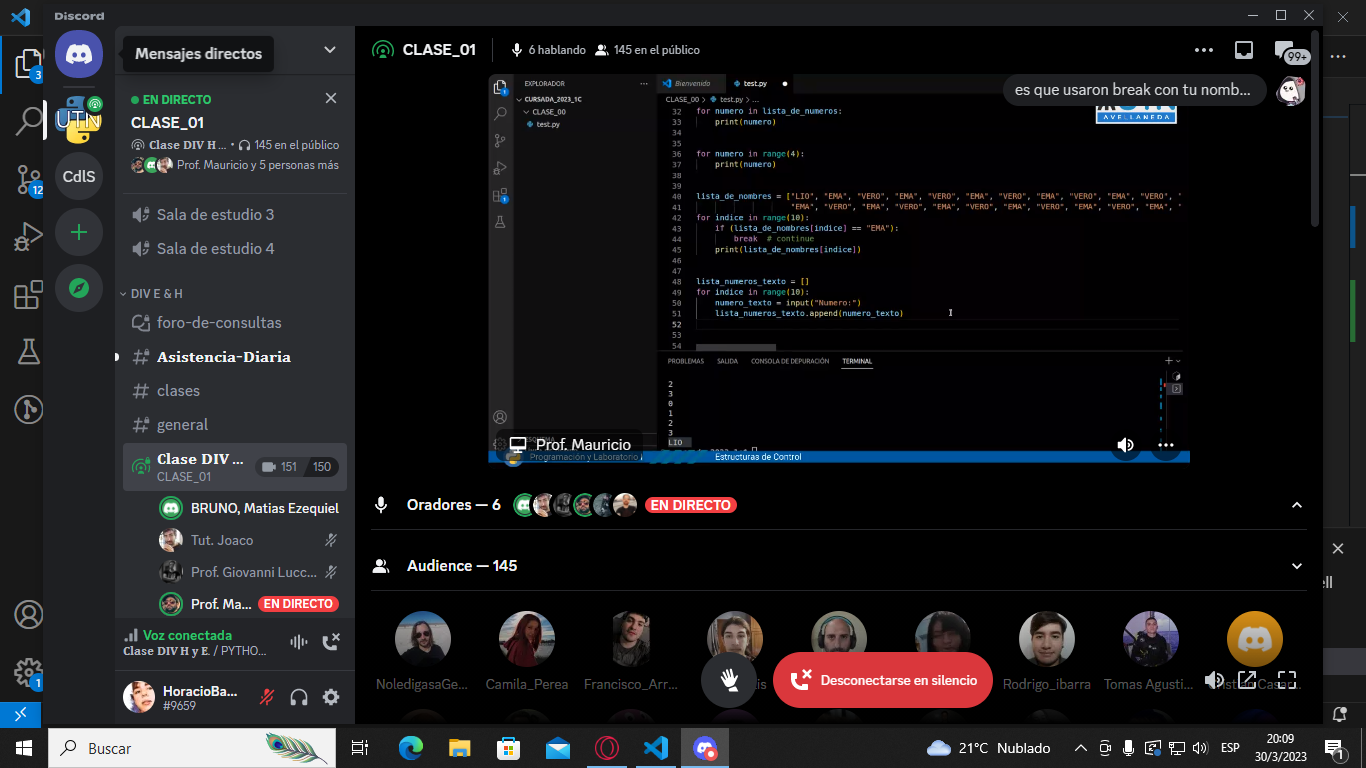 Discord
Mensajes directos
EN DIRECTO
CLASE_01
Clase DIV H ... • 145 en el público
Prof. Mauricio y 5 personas más
UTN
CdlS
Sala de estudio 3
Sala de estudio 4
DIV E & H
foro-de-consultas
Asistencia-Diaria
clases
general
Clase DIV ...
151 150
CLASE_01
BRUNO, Matias Ezequiel
Tut. Joaco
Prof. Giovanni Lucc...
Prof. Ma... EN DIRECTO
Voz conectada
Clase DIV H y E. / PYTHO...
HoracioBa...
#9659
3
12
1
CLASE_01 6 hablando 145 en el público
99+
es que usaron break con tu nomb...
AVELLANEDA
EXPLORADOR ...
CURSADA_2023_1C
CLASE_00
test.py
Bienvenido test.py
CLASE_00 > test.py > ...
32 for numero in lista_de_numeros:
33 print(numero)
34
35
36 for numero in range(4):
37 print(numero)
38
39
40 lista_de_nombres = ["LIO", "EMA", "VERO", "EMA", "VERO", "EMA", "VERO", "EMA", "VERO", "EMA", "VERO", "
41 "EMA", "VERO", "EMA", "VERO", "EMA", "VERO", "EMA", "VERO", "EMA", "VERO", "EMA", "
42 for indice in range(10):
43 if (lista_de_nombres[indice] == "EMA"):
44 break # continue
45 print(lista_de_nombres[indice])
46
47
48 lista_numeros_texto = []
49 for indice in range(10):
50 numero_texto = input("Numero:")
51 lista_numeros_texto.append(numero_texto)
52
53
54
PROBLEMAS SALIDA CONSOLA DE DEPURACIÓN TERMINAL
2
3
0
1
2
3
LIO
Prof. Mauricio
Programación y Laboratorio Estructuras de Control
Oradores — 6 EN DIRECTO
Audience — 145
NoledigasaGe... Camila_Perea Francisco_Arr... Rodrigo_ibarra Tomas Agusti...
Desconectarse en silencio
Buscar
21°C Nublado
ESP
20:09
30/3/2023
1